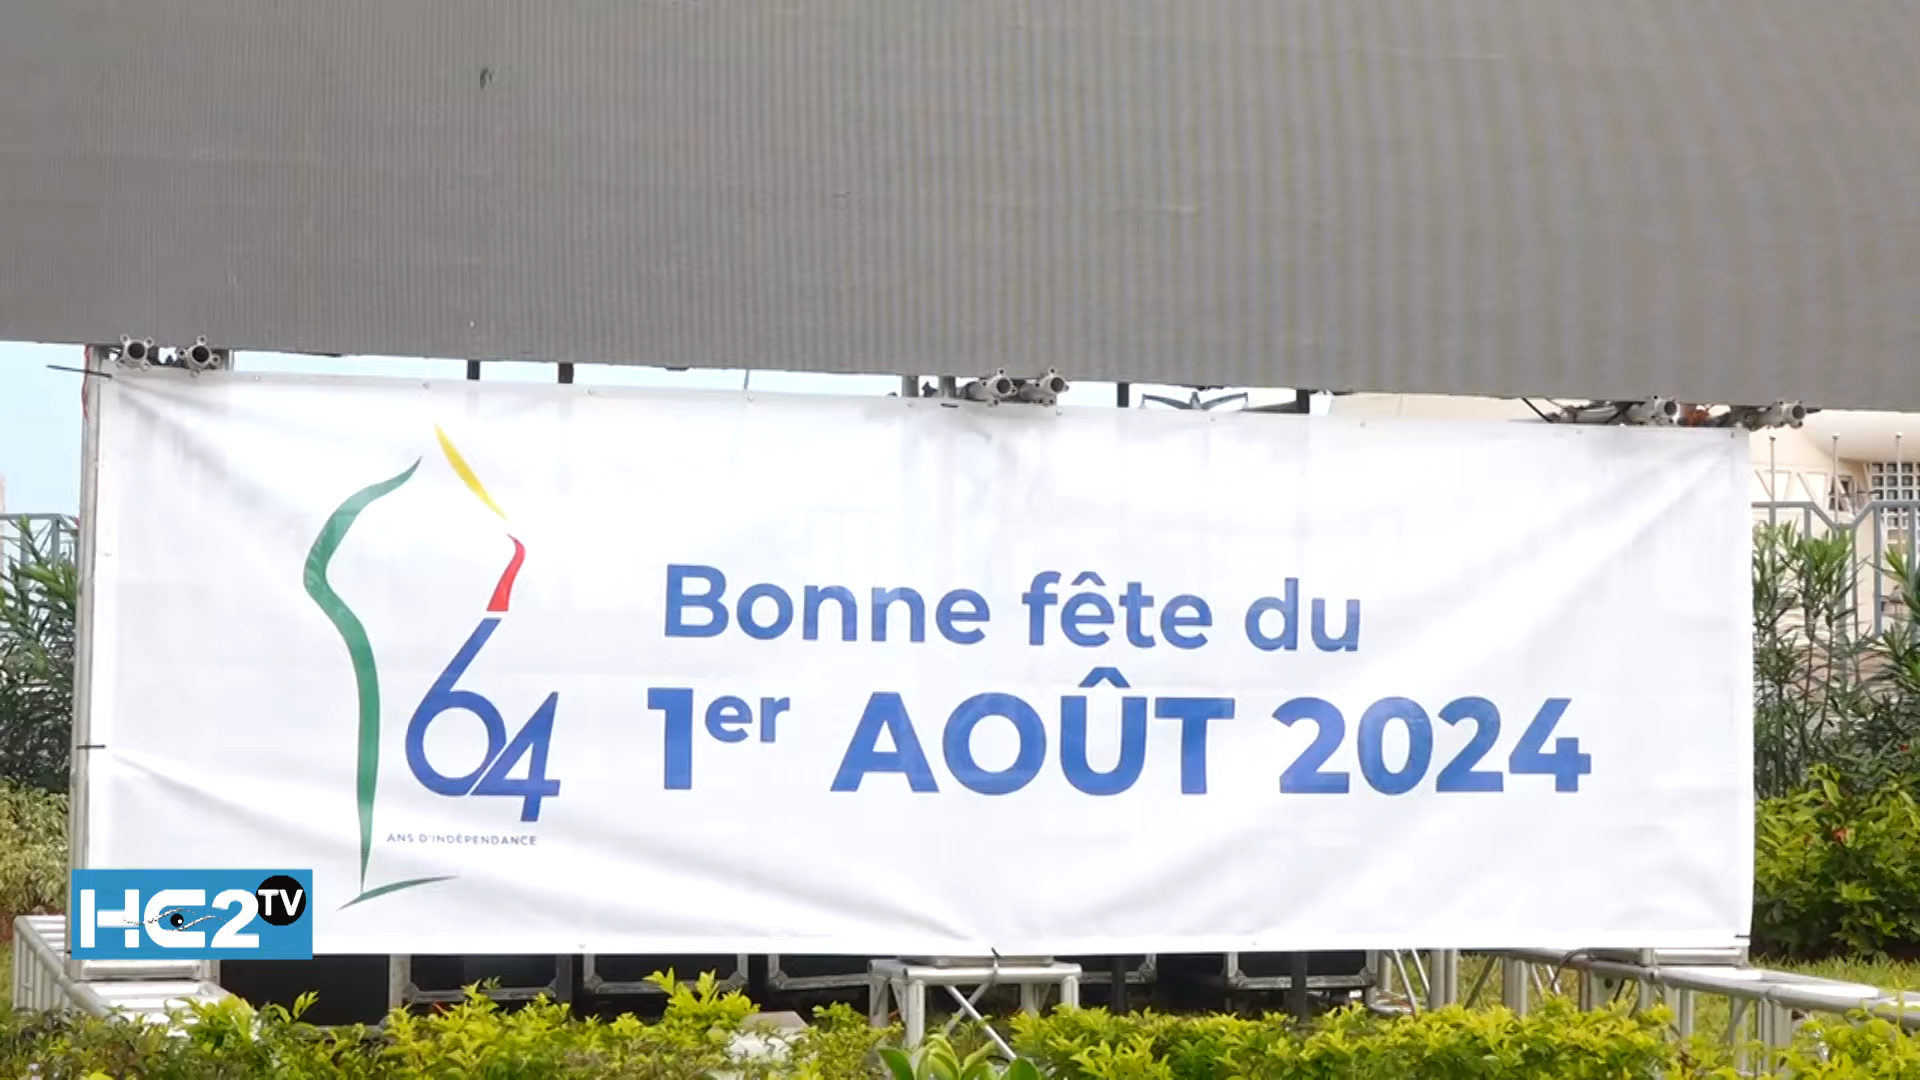 Bonne fête du
1er AOÛT 2024
64
ANS D'INDÉPENDANCE
HC2 TV